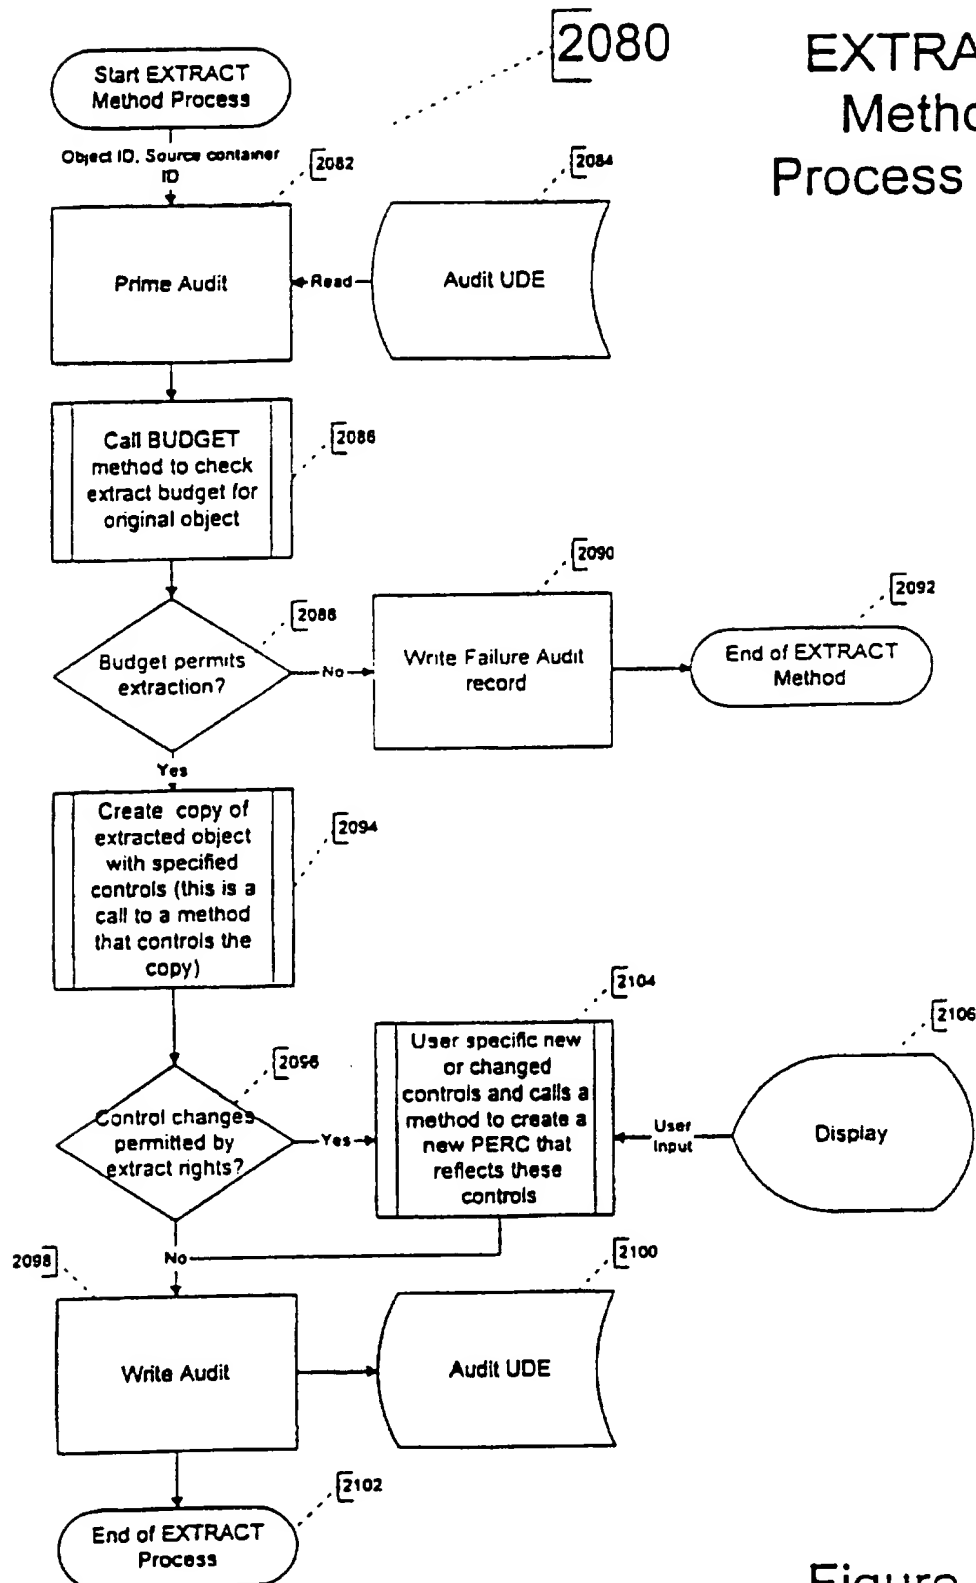 2080
EXTRA
Metho
Process
Start EXTRACT
Method Process
Object ID, Source container
ID
2082
2084
Prime Audit
Read
Audit UDE
Call BUDGET
method to check
extract budget for
original object
2086
2088
2090
2092
Budget permits
extraction?
No
Write Failure Audit
record
End of EXTRACT
Method
Yes
Create copy of
extracted object
with specified
controls (this is a
call to a method
that controls the
copy)
2094
2096
2104
2106
Control changes
permitted by
extract rights?
Yes
User specific new
or changed
controls and calls a
method to create a
new PERC that
reflects these
controls
User
Input
Display
No
2098
2100
Write Audit
Audit UDE
2102
End of EXTRACT
Process
Figure